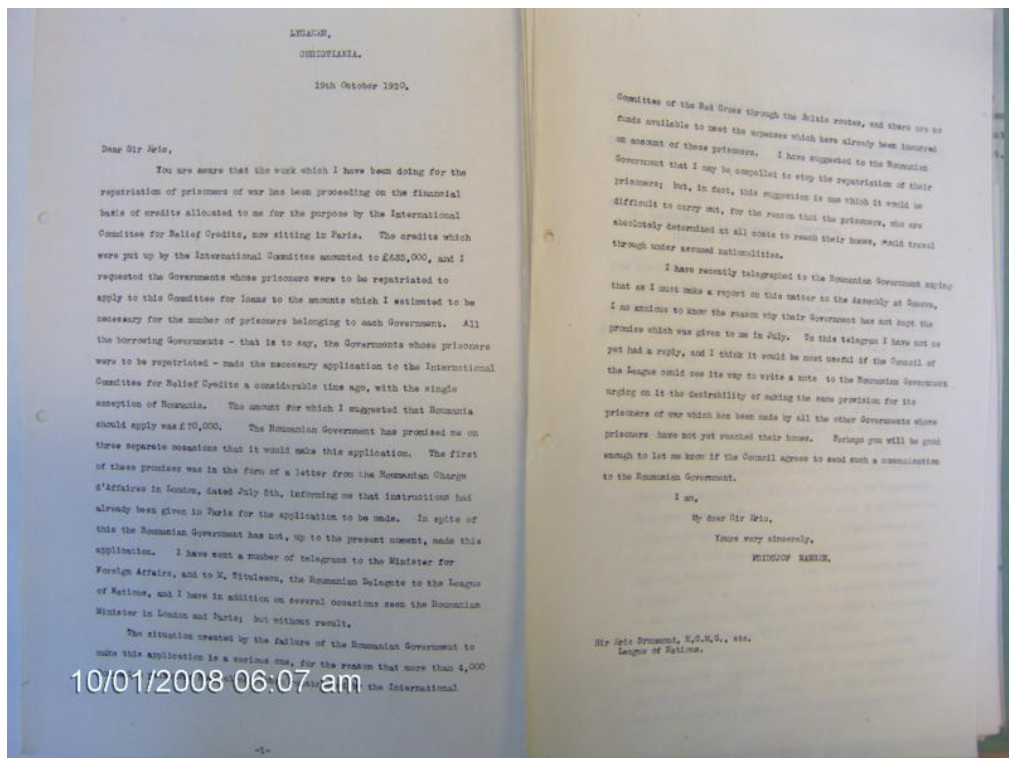 LYSAKER,
CHRISTIANIA.
19th October 1920.
Dear Sir Eric,
You are aware that the work which I have been doing for the
repatriation of prisoners of war has been proceeding on the financial
basis of credits allocated to me for the purpose by the International
Committee for Relief Credits, now sitting in Paris. The credits which
were put up by the International Committee amounted to £635,000, and I
requested the Governments whose prisoners were to be repatriated to
apply to this Committee for loans to the amounts which I estimated to be
necessary for the number of prisoners belonging to each Government. All
the borrowing Governments - that is to say, the Governments whose prisoners
were to be repatriated - made the necessary application to the International
Committee for Relief Credits a considerable time ago, with the single
exception of Roumania. The amount for which I suggested that Roumania
should apply was £70,000. The Roumanian Government has promised me on
three separate occasions that it would make this application. The first
of these promises was in the form of a letter from the Roumanian Charge
d'Affaires in London, dated July 5th, informing me that instructions had
already been given in Paris for the application to be made. In spite of
this the Roumanian Government has not, up to the present moment, made this
application. I have sent a number of telegrams to the Minister for
Foreign Affairs, and to M. Titulescu, the Roumanian Delegate to the League
of Nations, and I have in addition on several occasions seen the Roumanian
Minister in London and Paris; but without result.
The situation created by the failure of the Roumanian Government to
make this application is a serious one, for the reason that more than 4,000
the International
10/01/2008 06:07 am
-1-
Committee of the Red Cross through the Baltic routes, and there are no
funds available to meet the expenses which have already been incurred
on account of these prisoners. I have suggested to the Roumanian
Government that I may be compelled to stop the repatriation of their
prisoners; but, in fact, this suggestion is one which it would be
difficult to carry out, for the reason that the prisoners, who are
absolutely determined at all costs to reach their homes, would travel
through under assumed nationalities.
I have recently telegraphed to the Roumanian Government saying
that as I must make a report on this matter to the Assembly at Geneva,
I am anxious to know the reason why their Government has not kept the
promise which was given to me in July. To this telegram I have not as
yet had a reply, and I think it would be most useful if the Council of
the League could see its way to write a note to the Roumanian Government
urging on it the desirability of making the same provision for its
prisoners of war which has been made by all the other Governments whose
prisoners have not yet reached their homes. Perhaps you will be good
enough to let me know if the Council agrees to send such a communication
to the Roumanian Government.
I am,
My dear Sir Eric,
Yours very sincerely,
FRIDTJOF NANSEN.
Sir Eric Drummond, K.C.M.G., etc.
League of Nations.